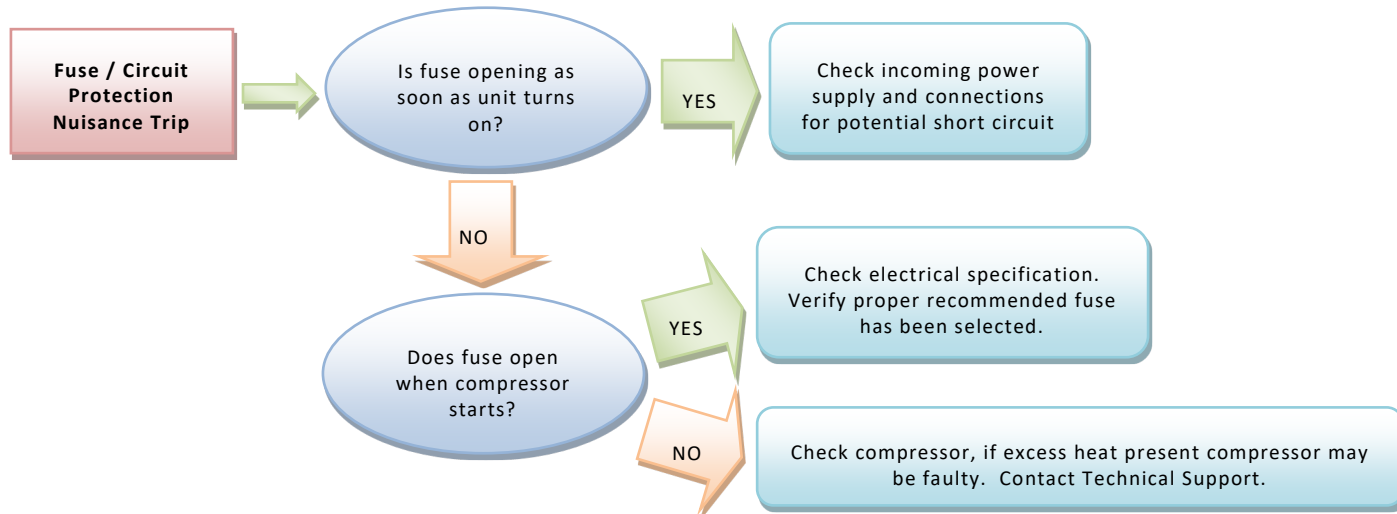 Fuse / Circuit
Protection
Nuisance Trip
Is fuse opening as
soon as unit turns
on?
YES
Check incoming power
supply and connections
for potential short circuit
NO
Does fuse open
when compressor
starts?
YES
Check electrical specification.
Verify proper recommended fuse
has been selected.
NO
Check compressor, if excess heat present compressor may
be faulty.  Contact Technical Support.